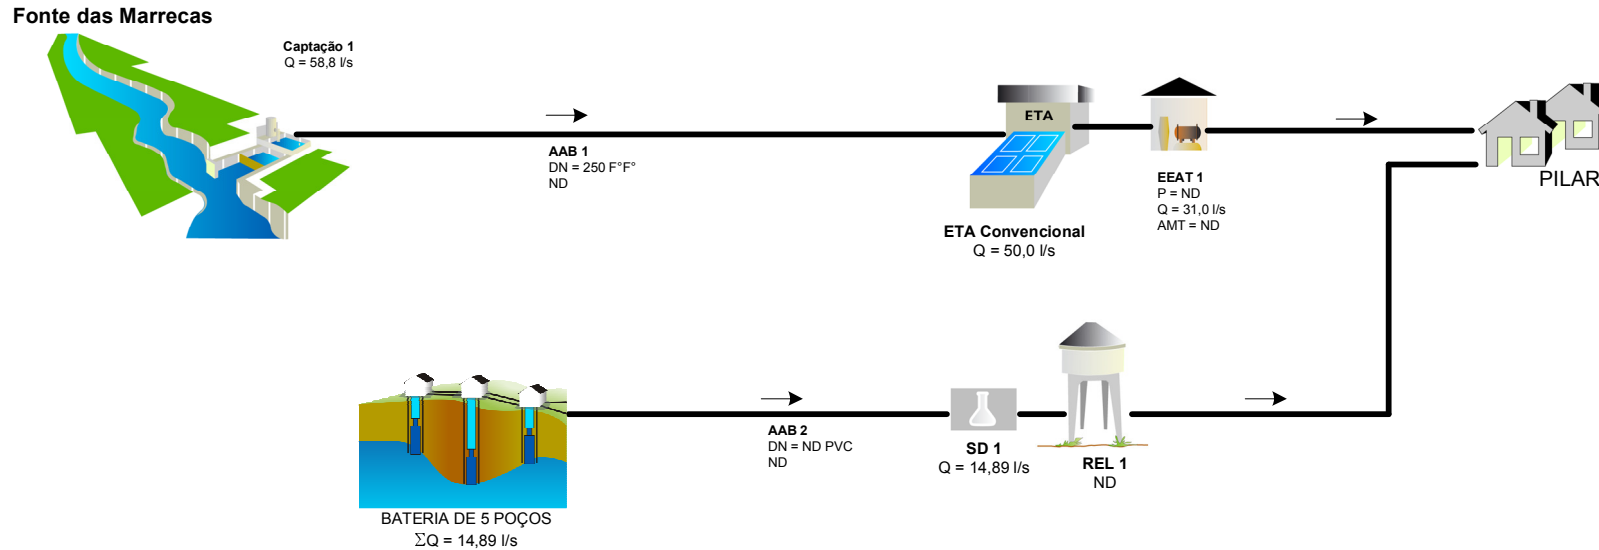 Fonte das Marrecas
Captação 1
Q = 58,8 l/s
AAB 1
DN = 250 F°F°
ND
ETA
ETA Convencional
Q = 50,0 l/s
EEAT 1
P = ND
Q = 31,0 l/s
AMT = ND
PILAR
BATERIA DE 5 POÇOS
ΣQ = 14,89 l/s
AAB 2
DN = ND PVC
ND
SD 1
Q = 14,89 l/s
REL 1
ND